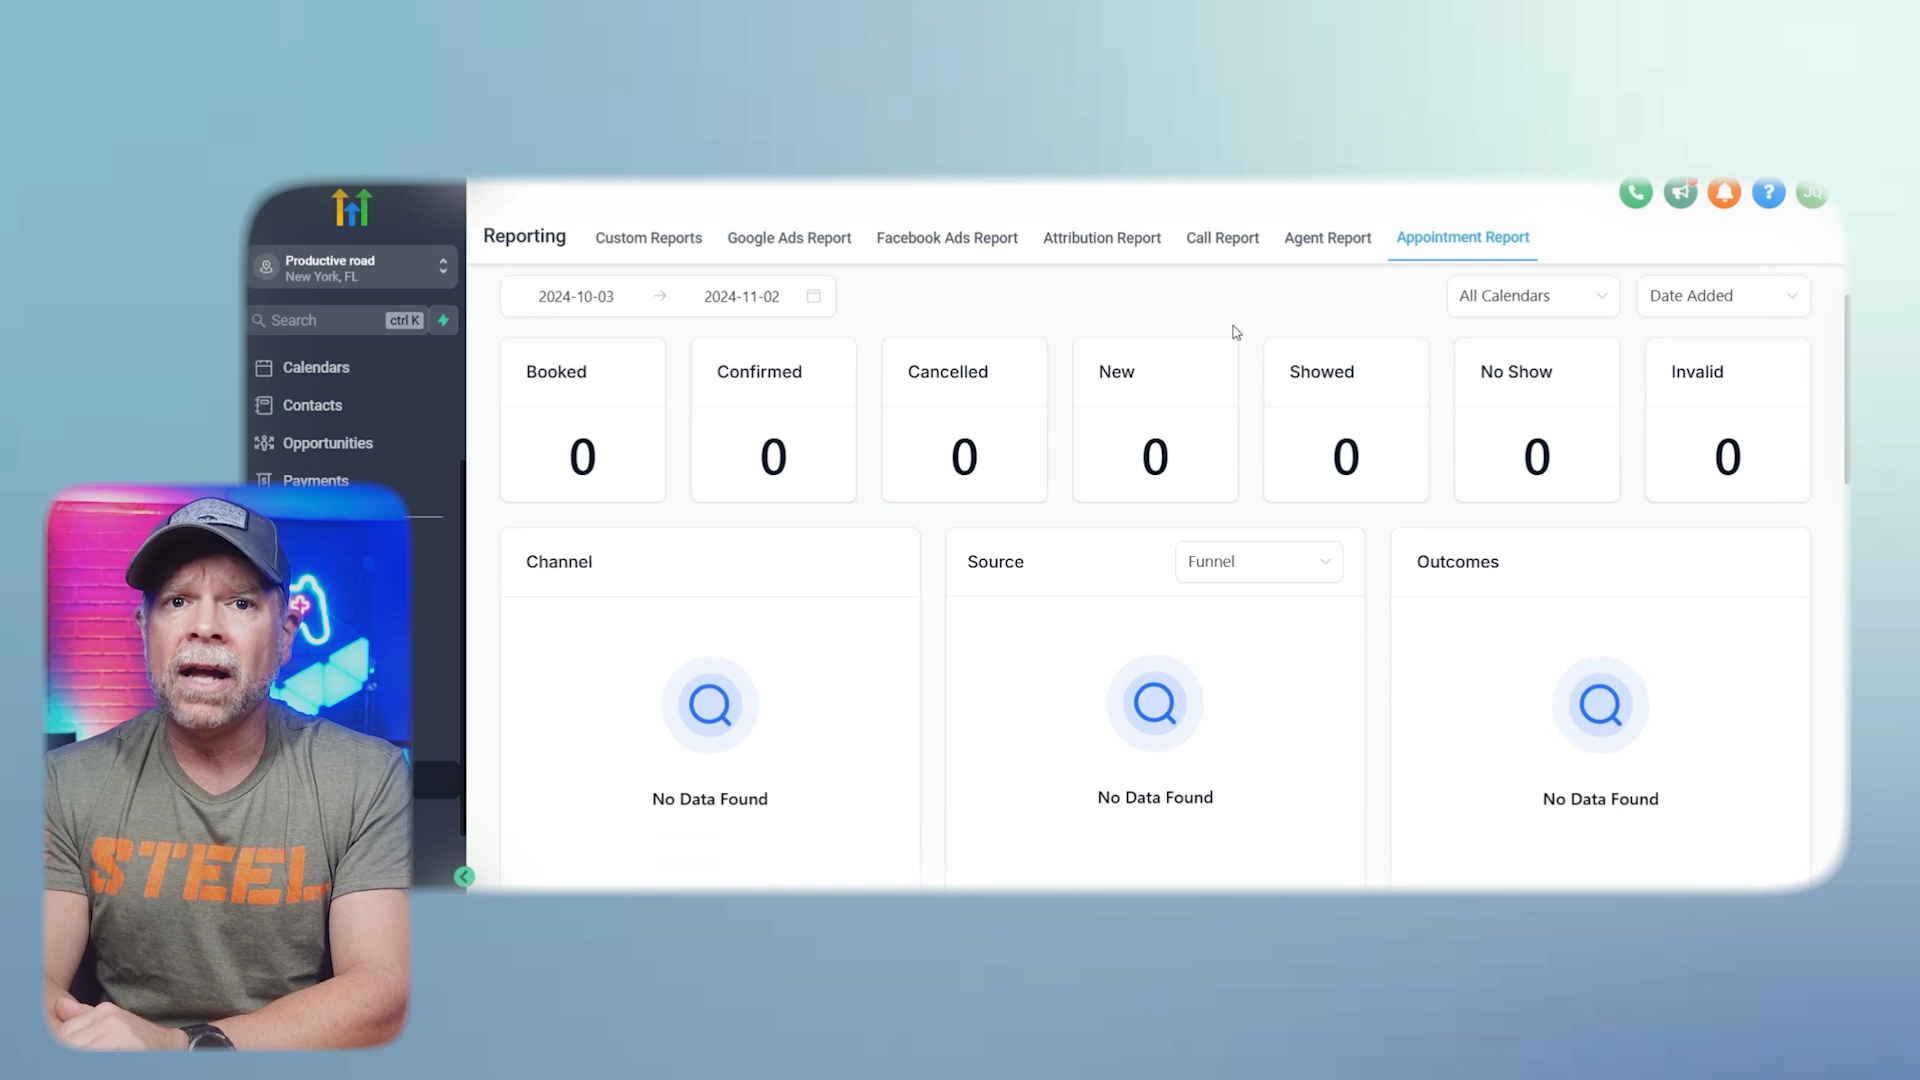 Reporting
Custom Reports
Google Ads Report
Facebook Ads Report
Attribution Report
Call Report
Agent Report
Appointment Report
JQ
Productive road
New York, FL
Search
ctrl K
Calendars
Contacts
Opportunities
Payments
2024-10-03
2024-11-02
All Calendars
Date Added
Booked
Confirmed
Cancelled
New
Showed
No Show
Invalid
0
0
0
0
0
0
0
Channel
Source
Funnel
Outcomes
No Data Found
No Data Found
No Data Found
STEEL